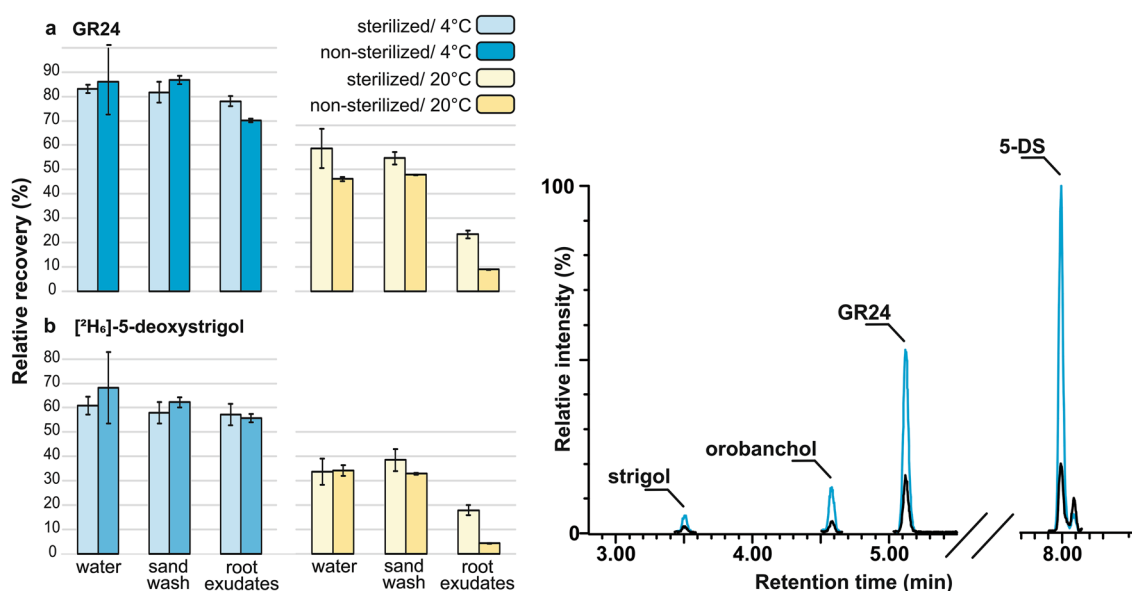 a GR24
sterilized/ 4°C
non-sterilized/ 4°C
sterilized/ 20°C
non-sterilized/ 20°C
90
80
70
60
50
40
30
20
10
0
Relative recovery (%)
b [²H₆]-5-deoxystrigol
80
70
60
50
40
30
20
10
0
water
sand
wash
root
exudates
water
sand
wash
root
exudates
100
0
Relative intensity (%)
strigol
orobanchol
GR24
5-DS
3.00
4.00
5.00
8.00
Retention time (min)